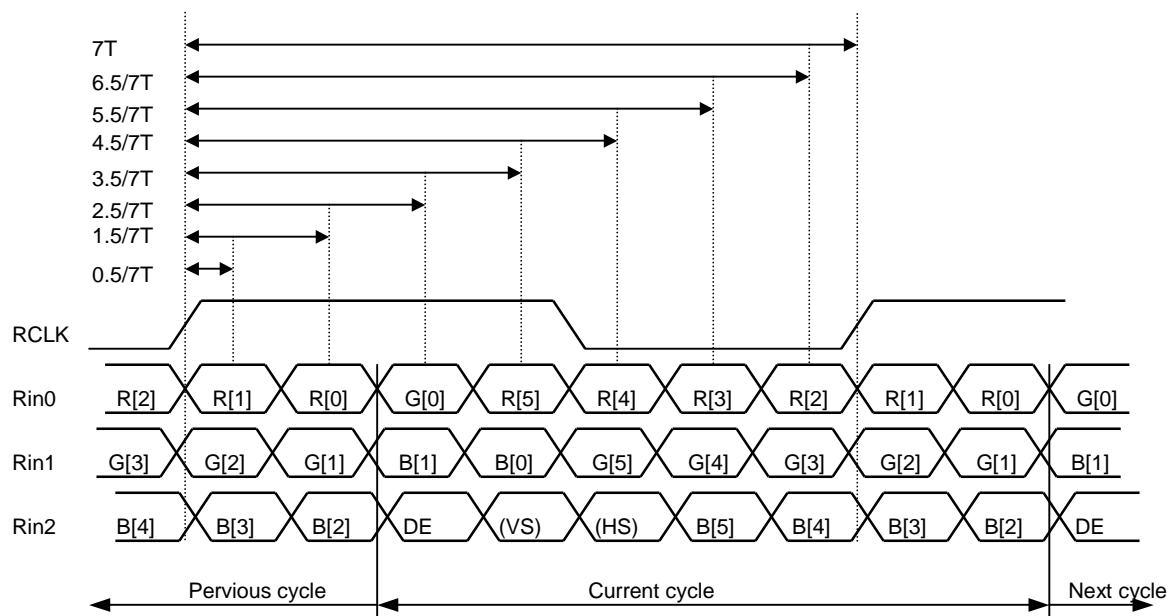 7T
6.5/7T
5.5/7T
4.5/7T
3.5/7T
2.5/7T
1.5/7T
0.5/7T
RCLK
Rin0 R[2] R[1] R[0] G[0] R[5] R[4] R[3] R[2] R[1] R[0] G[0]
Rin1 G[3] G[2] G[1] B[1] B[0] G[5] G[4] G[3] G[2] G[1] B[1]
Rin2 B[4] B[3] B[2] DE (VS) (HS) B[5] B[4] B[3] B[2] DE
Pervious cycle Current cycle Next cycle